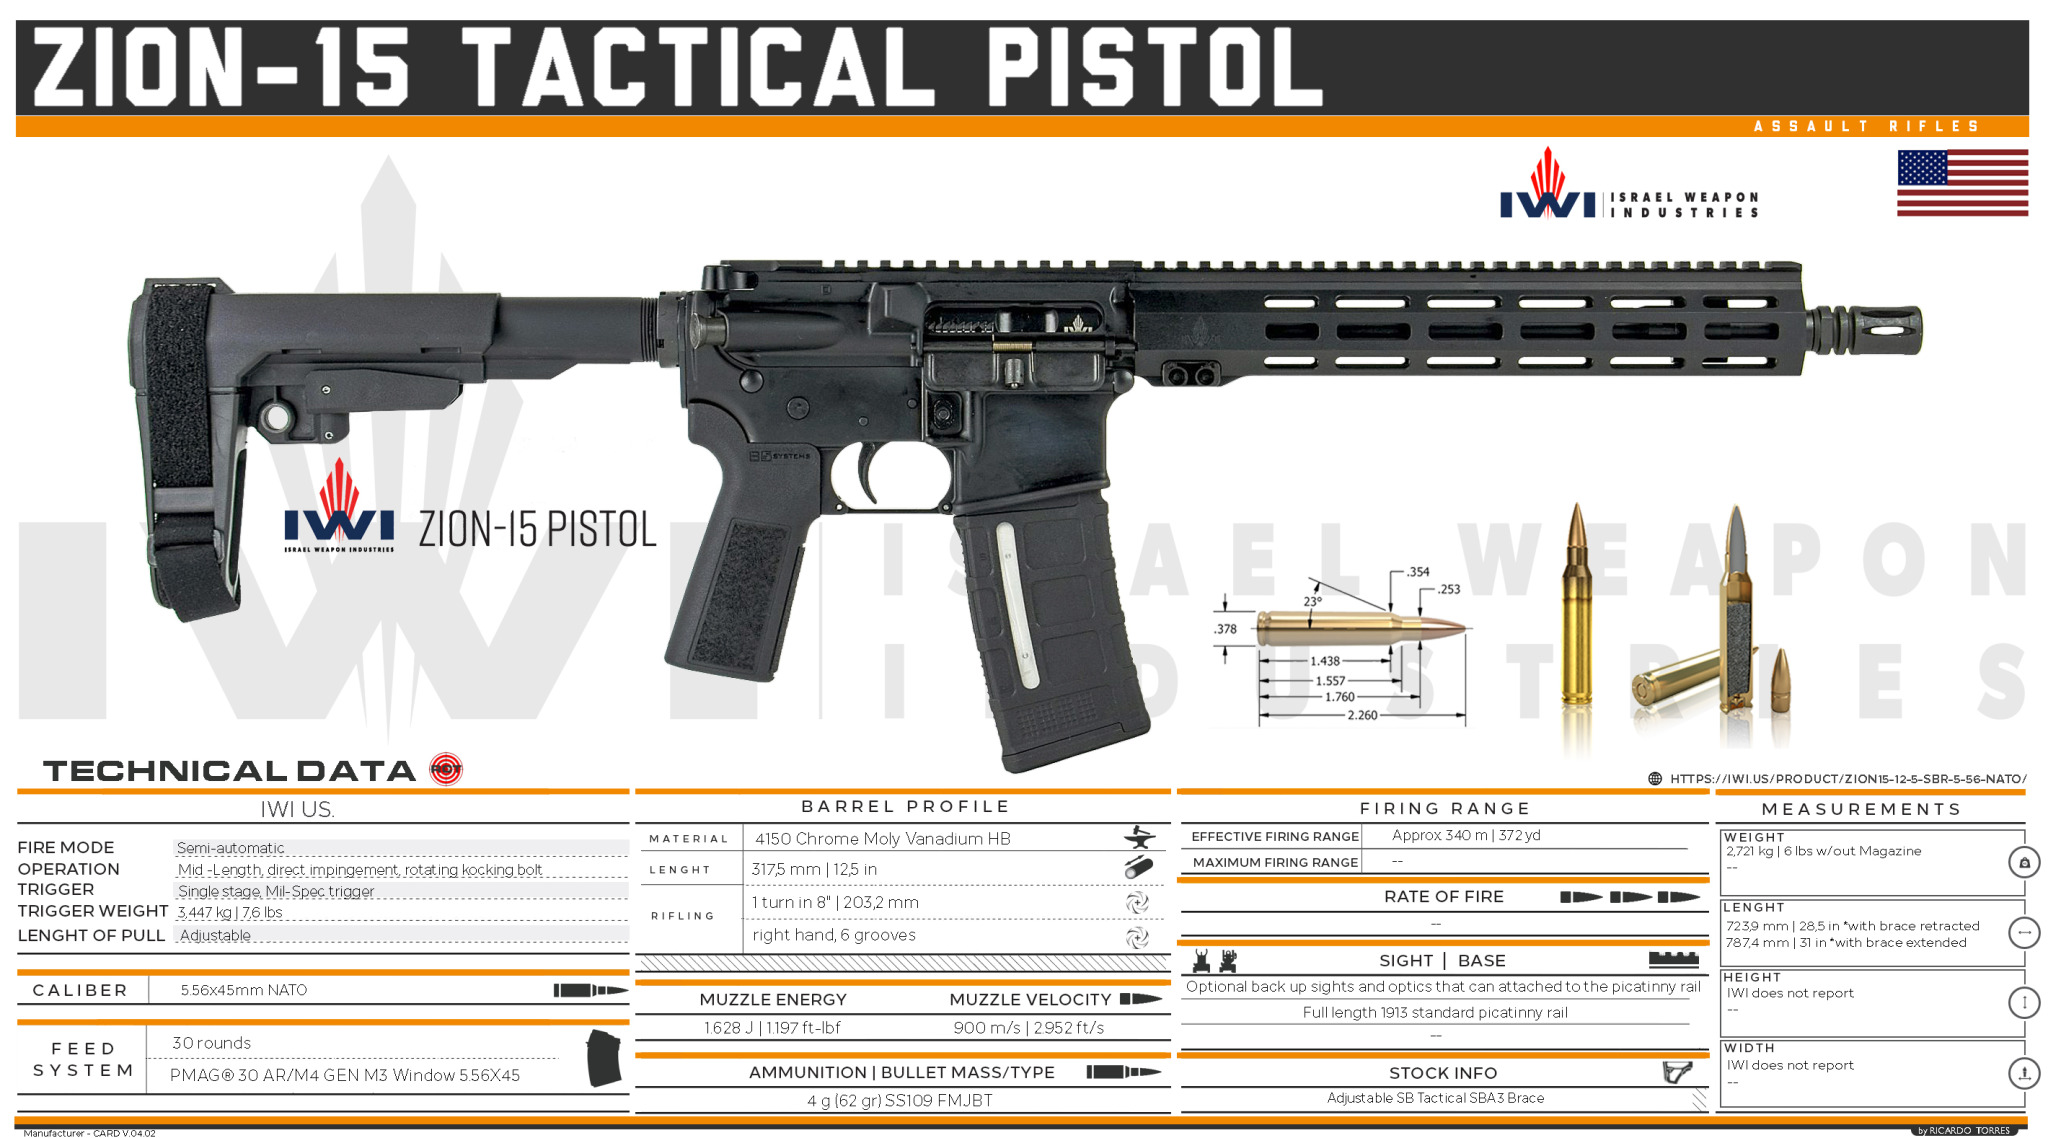 ZION-15 TACTICAL PISTOL
ASSAULT RIFLES
IWI
ISRAEL WEAPON
INDUSTRIES
SYSTEMS
IWI
ISRAEL WEAPON INDUSTRIES
ZION-15 PISTOL
IWI
ISRAEL WEAPON
INDUSTRIES
.354
.253
23°
.378
1.438
1.557
1.760
2.260
TECHNICAL DATA
HTTPS://IWI.US/PRODUCT/ZION15-12-5-SBR-5-56-NATO/
IWI US.
FIRE MODE Semi-automatic
OPERATION Mid -Length, direct impingement, rotating kocking bolt
TRIGGER Single stage, Mil-Spec trigger
TRIGGER WEIGHT 3,447 kg | 7,6 lbs
LENGHT OF PULL Adjustable
CALIBER 5.56x45mm NATO
FEED SYSTEM
30 rounds
PMAG® 30 AR/M4 GEN M3 Window 5.56X45
BARREL PROFILE
MATERIAL 4150 Chrome Moly Vanadium HB
LENGHT 317,5 mm | 12,5 in
RIFLING
1 turn in 8" | 203,2 mm
right hand, 6 grooves
MUZZLE ENERGY MUZZLE VELOCITY
1.628 J | 1.197 ft-lbf 900 m/s | 2.952 ft/s
AMMUNITION | BULLET MASS/TYPE
4 g (62 gr) SS109 FMJBT
FIRING RANGE
EFFECTIVE FIRING RANGE Approx 340 m | 372 yd
MAXIMUM FIRING RANGE --
RATE OF FIRE
--
SIGHT | BASE
Optional back up sights and optics that can attached to the picatinny rail
Full length 1913 standard picatinny rail
--
STOCK INFO
Adjustable SB Tactical SBA3 Brace
MEASUREMENTS
WEIGHT
2,721 kg | 6 lbs w/out Magazine
--
LENGHT
723,9 mm | 28,5 in *with brace retracted
787,4 mm | 31 in *with brace extended
HEIGHT
IWI does not report
--
WIDTH
IWI does not report
--
Manufacturer - CARD V.04.02
by RICARDO TORRES